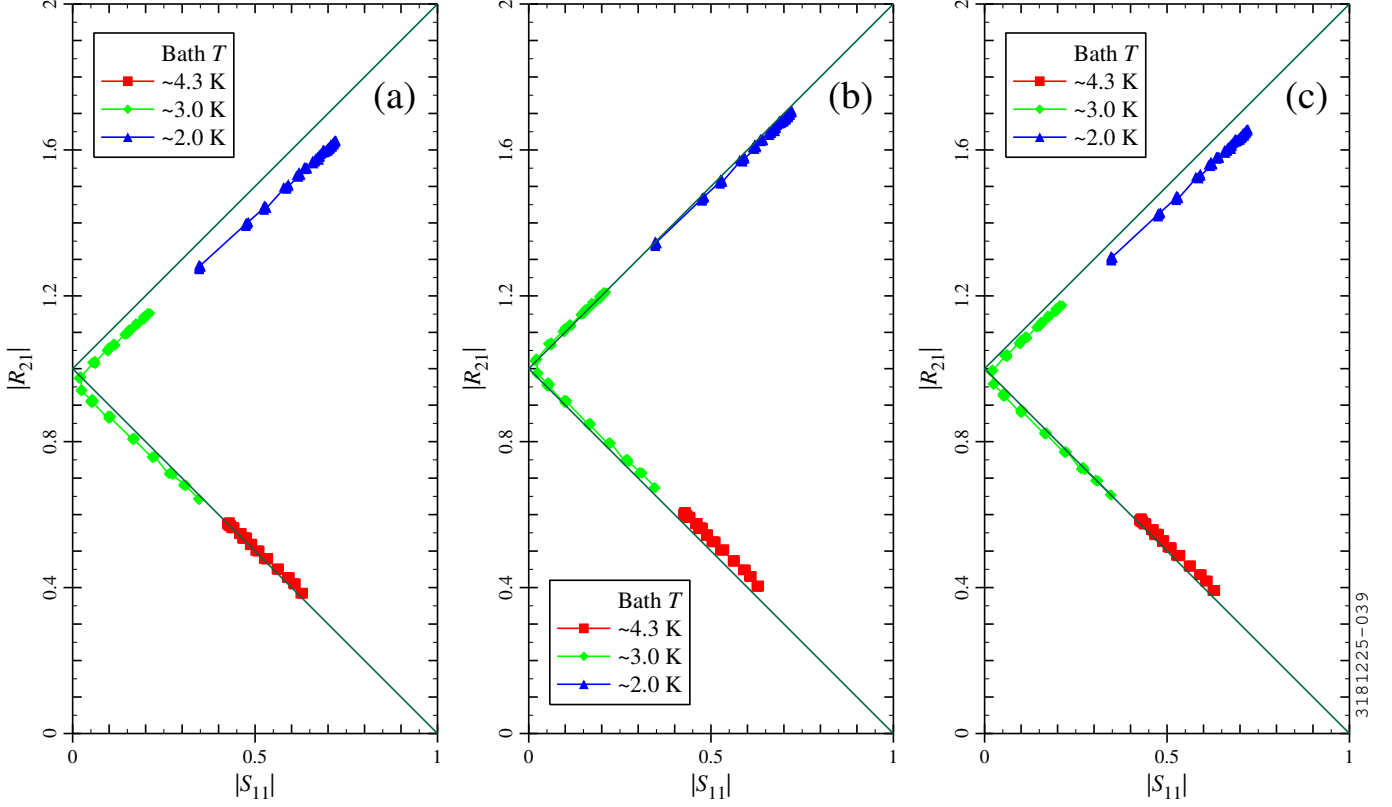 2
1.6
1.2
0.8
0.4
0
|R21|
Bath T
~4.3 K
~3.0 K
~2.0 K
(a)
0
0.5
1
|S11|
2
1.6
1.2
0.8
0.4
0
|R21|
(b)
Bath T
~4.3 K
~3.0 K
~2.0 K
0
0.5
1
|S11|
2
1.6
1.2
0.8
0.4
0
|R21|
Bath T
~4.3 K
~3.0 K
~2.0 K
(c)
0
0.5
1
|S11|
3181225-039